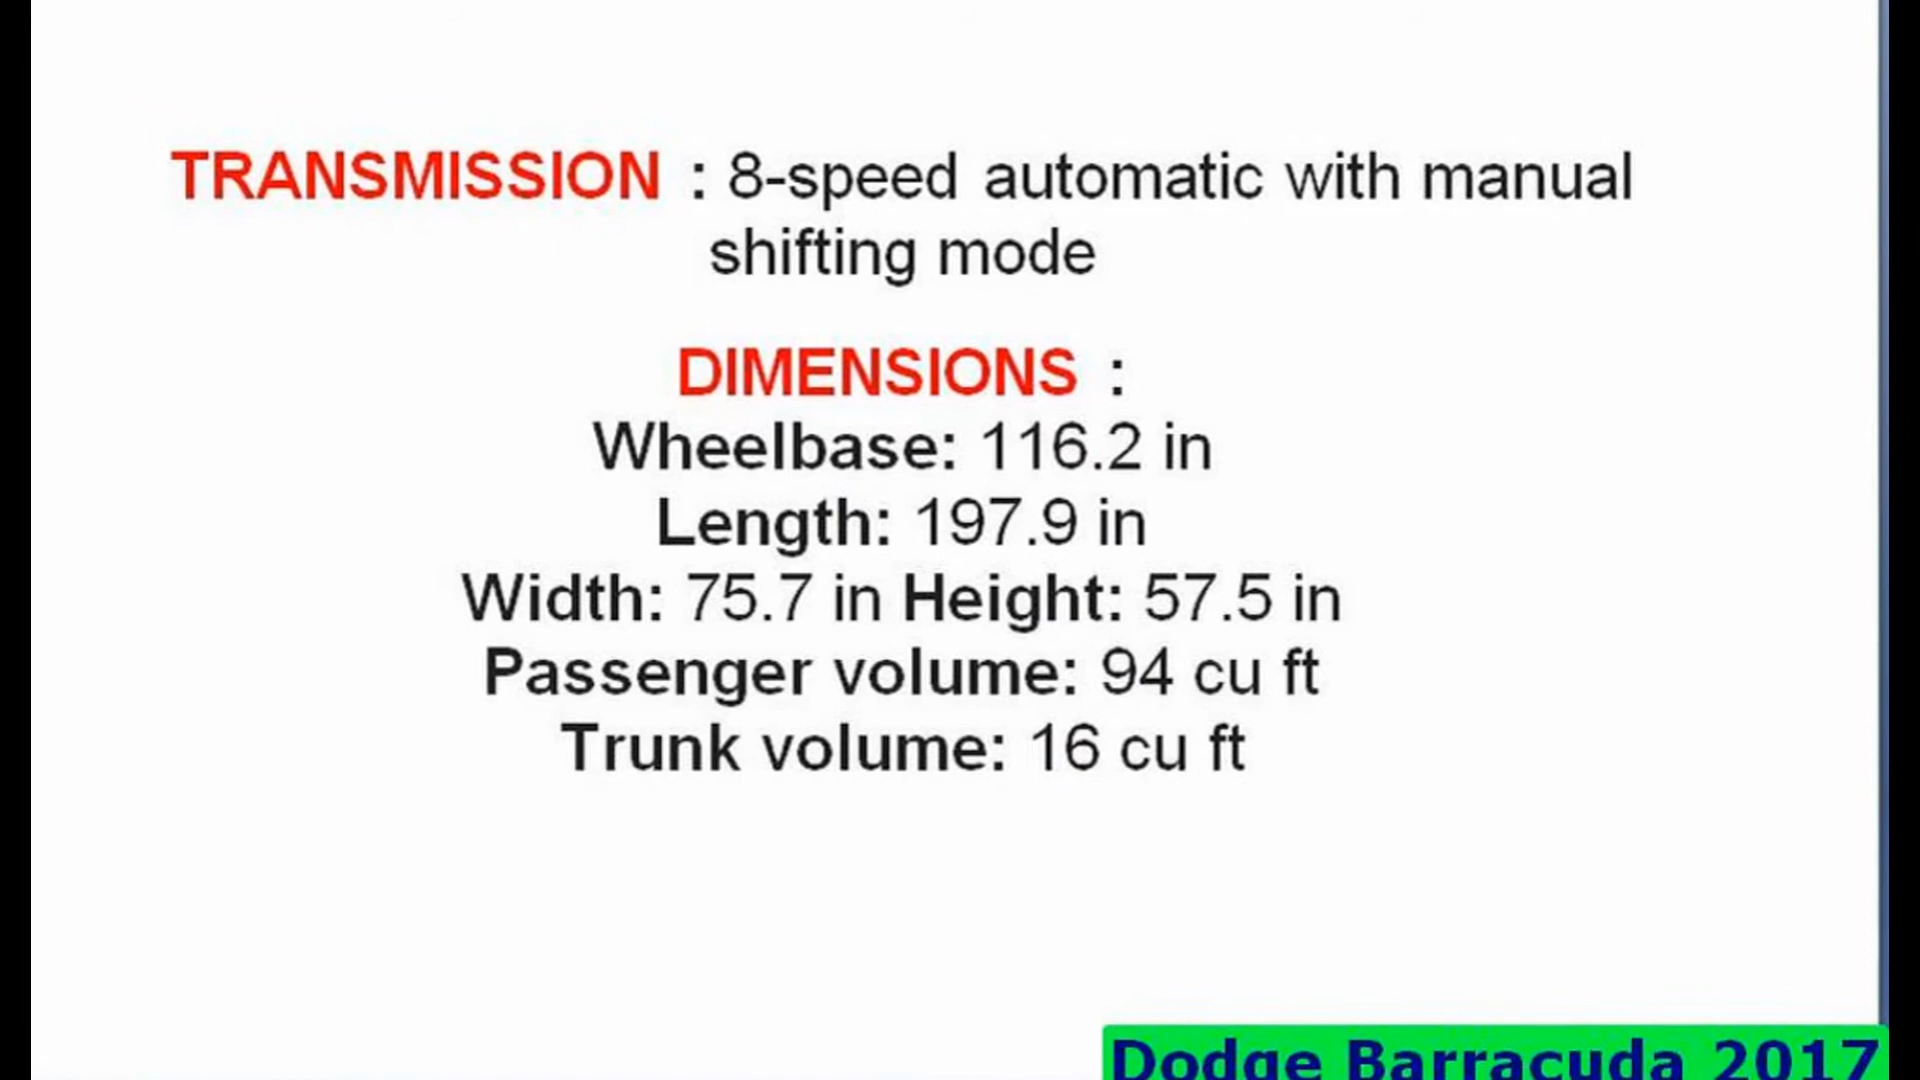 TRANSMISSION : 8-speed automatic with manual
shifting mode
DIMENSIONS :
Wheelbase: 116.2 in
Length: 197.9 in
Width: 75.7 in Height: 57.5 in
Passenger volume: 94 cu ft
Trunk volume: 16 cu ft
Dodge Barracuda 2017